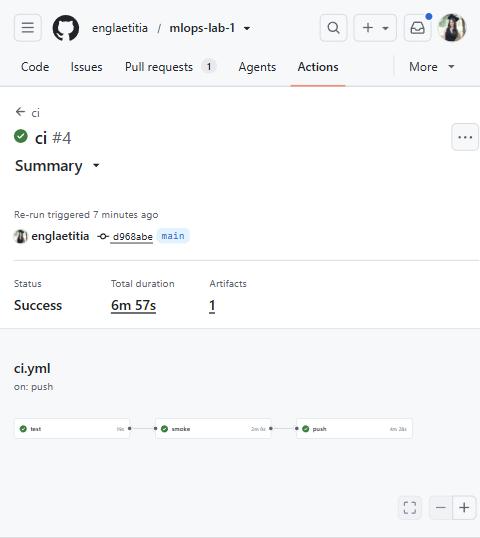 englaetitia / mlops-lab-1
Code Issues Pull requests 1 Agents Actions More
ci
ci #4
Summary
Re-run triggered 7 minutes ago
englaetitia d968abe main
Status Total duration Artifacts
Success 6m 57s 1
ci.yml
on: push
test smoke push